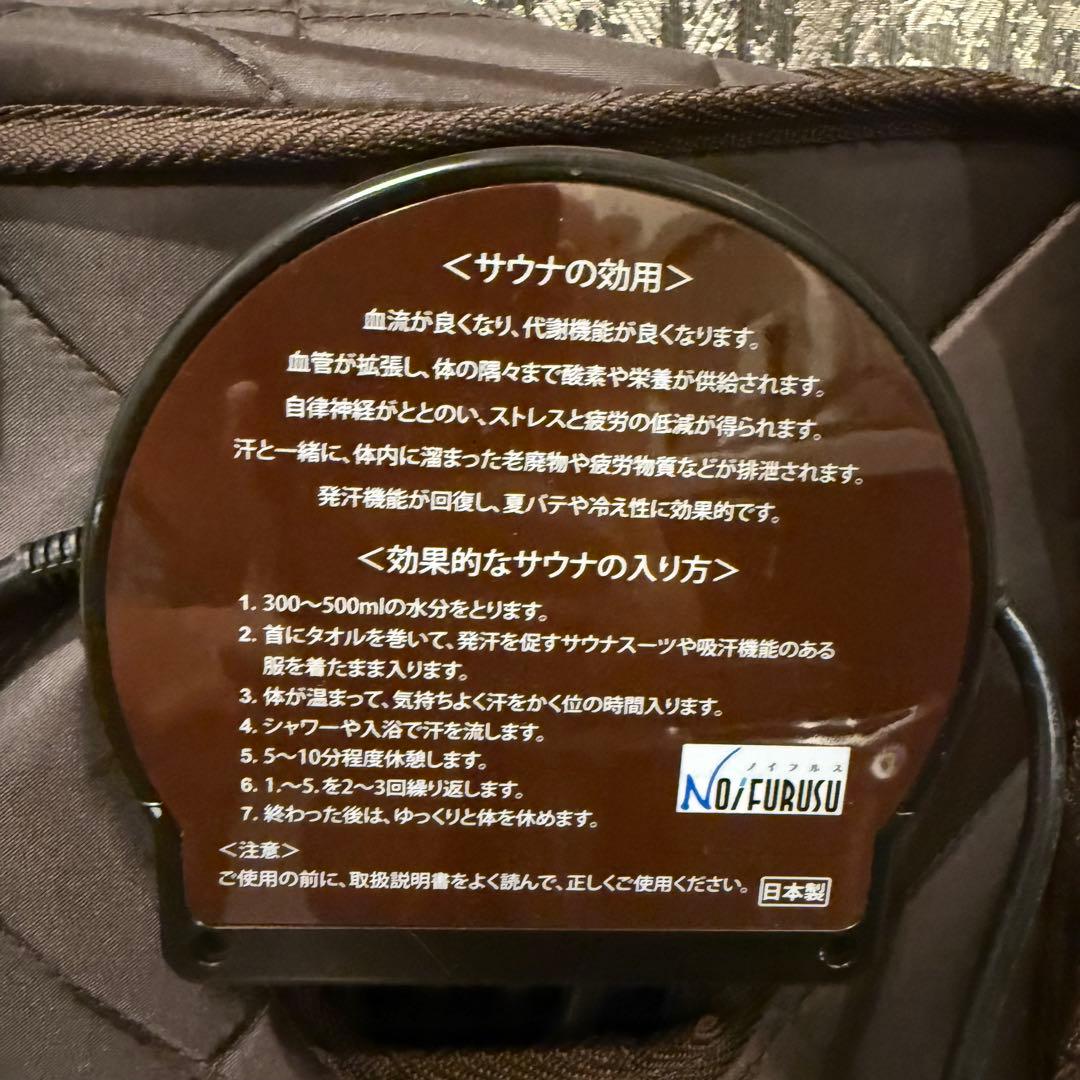 ＜サウナの効用＞
血流が良くなり、代謝機能が良くなります。
血管が拡張し、体の隅々まで酸素や栄養が供給されます。
自律神経がととのい、ストレスと疲労の低減が得られます。
汗と一緒に、体内に溜まった老廃物や疲労物質などが排泄されます。
発汗機能が回復し、夏バテや冷え性に効果的です。
＜効果的なサウナの入り方＞
1. 300～500mlの水分をとります。
2. 首にタオルを巻いて、発汗を促すサウナスーツや吸汗機能のある
服を着たまま入ります。
3. 体が温まって、気持ちよく汗をかく位の時間入ります。
4. シャワーや入浴で汗を流します。
5. 5～10分程度休憩します。
6. 1.～5.を2～3回繰り返します。
7. 終わった後は、ゆっくりと体を休めます。
ノイフルス
NOiFURUSU
＜注意＞
ご使用の前に、取扱説明書をよく読んで、正しくご使用ください。 日本製